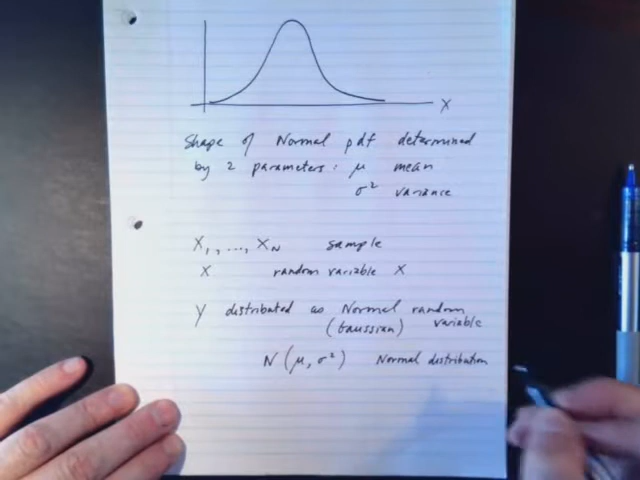 X
Shape of Normal pdf determined
by 2 parameters: μ mean
σ² variance
X₁, ..., X_N sample
X random variable X
Y distributed as Normal random
(Gaussian) variable
N(μ, σ²) Normal distribution